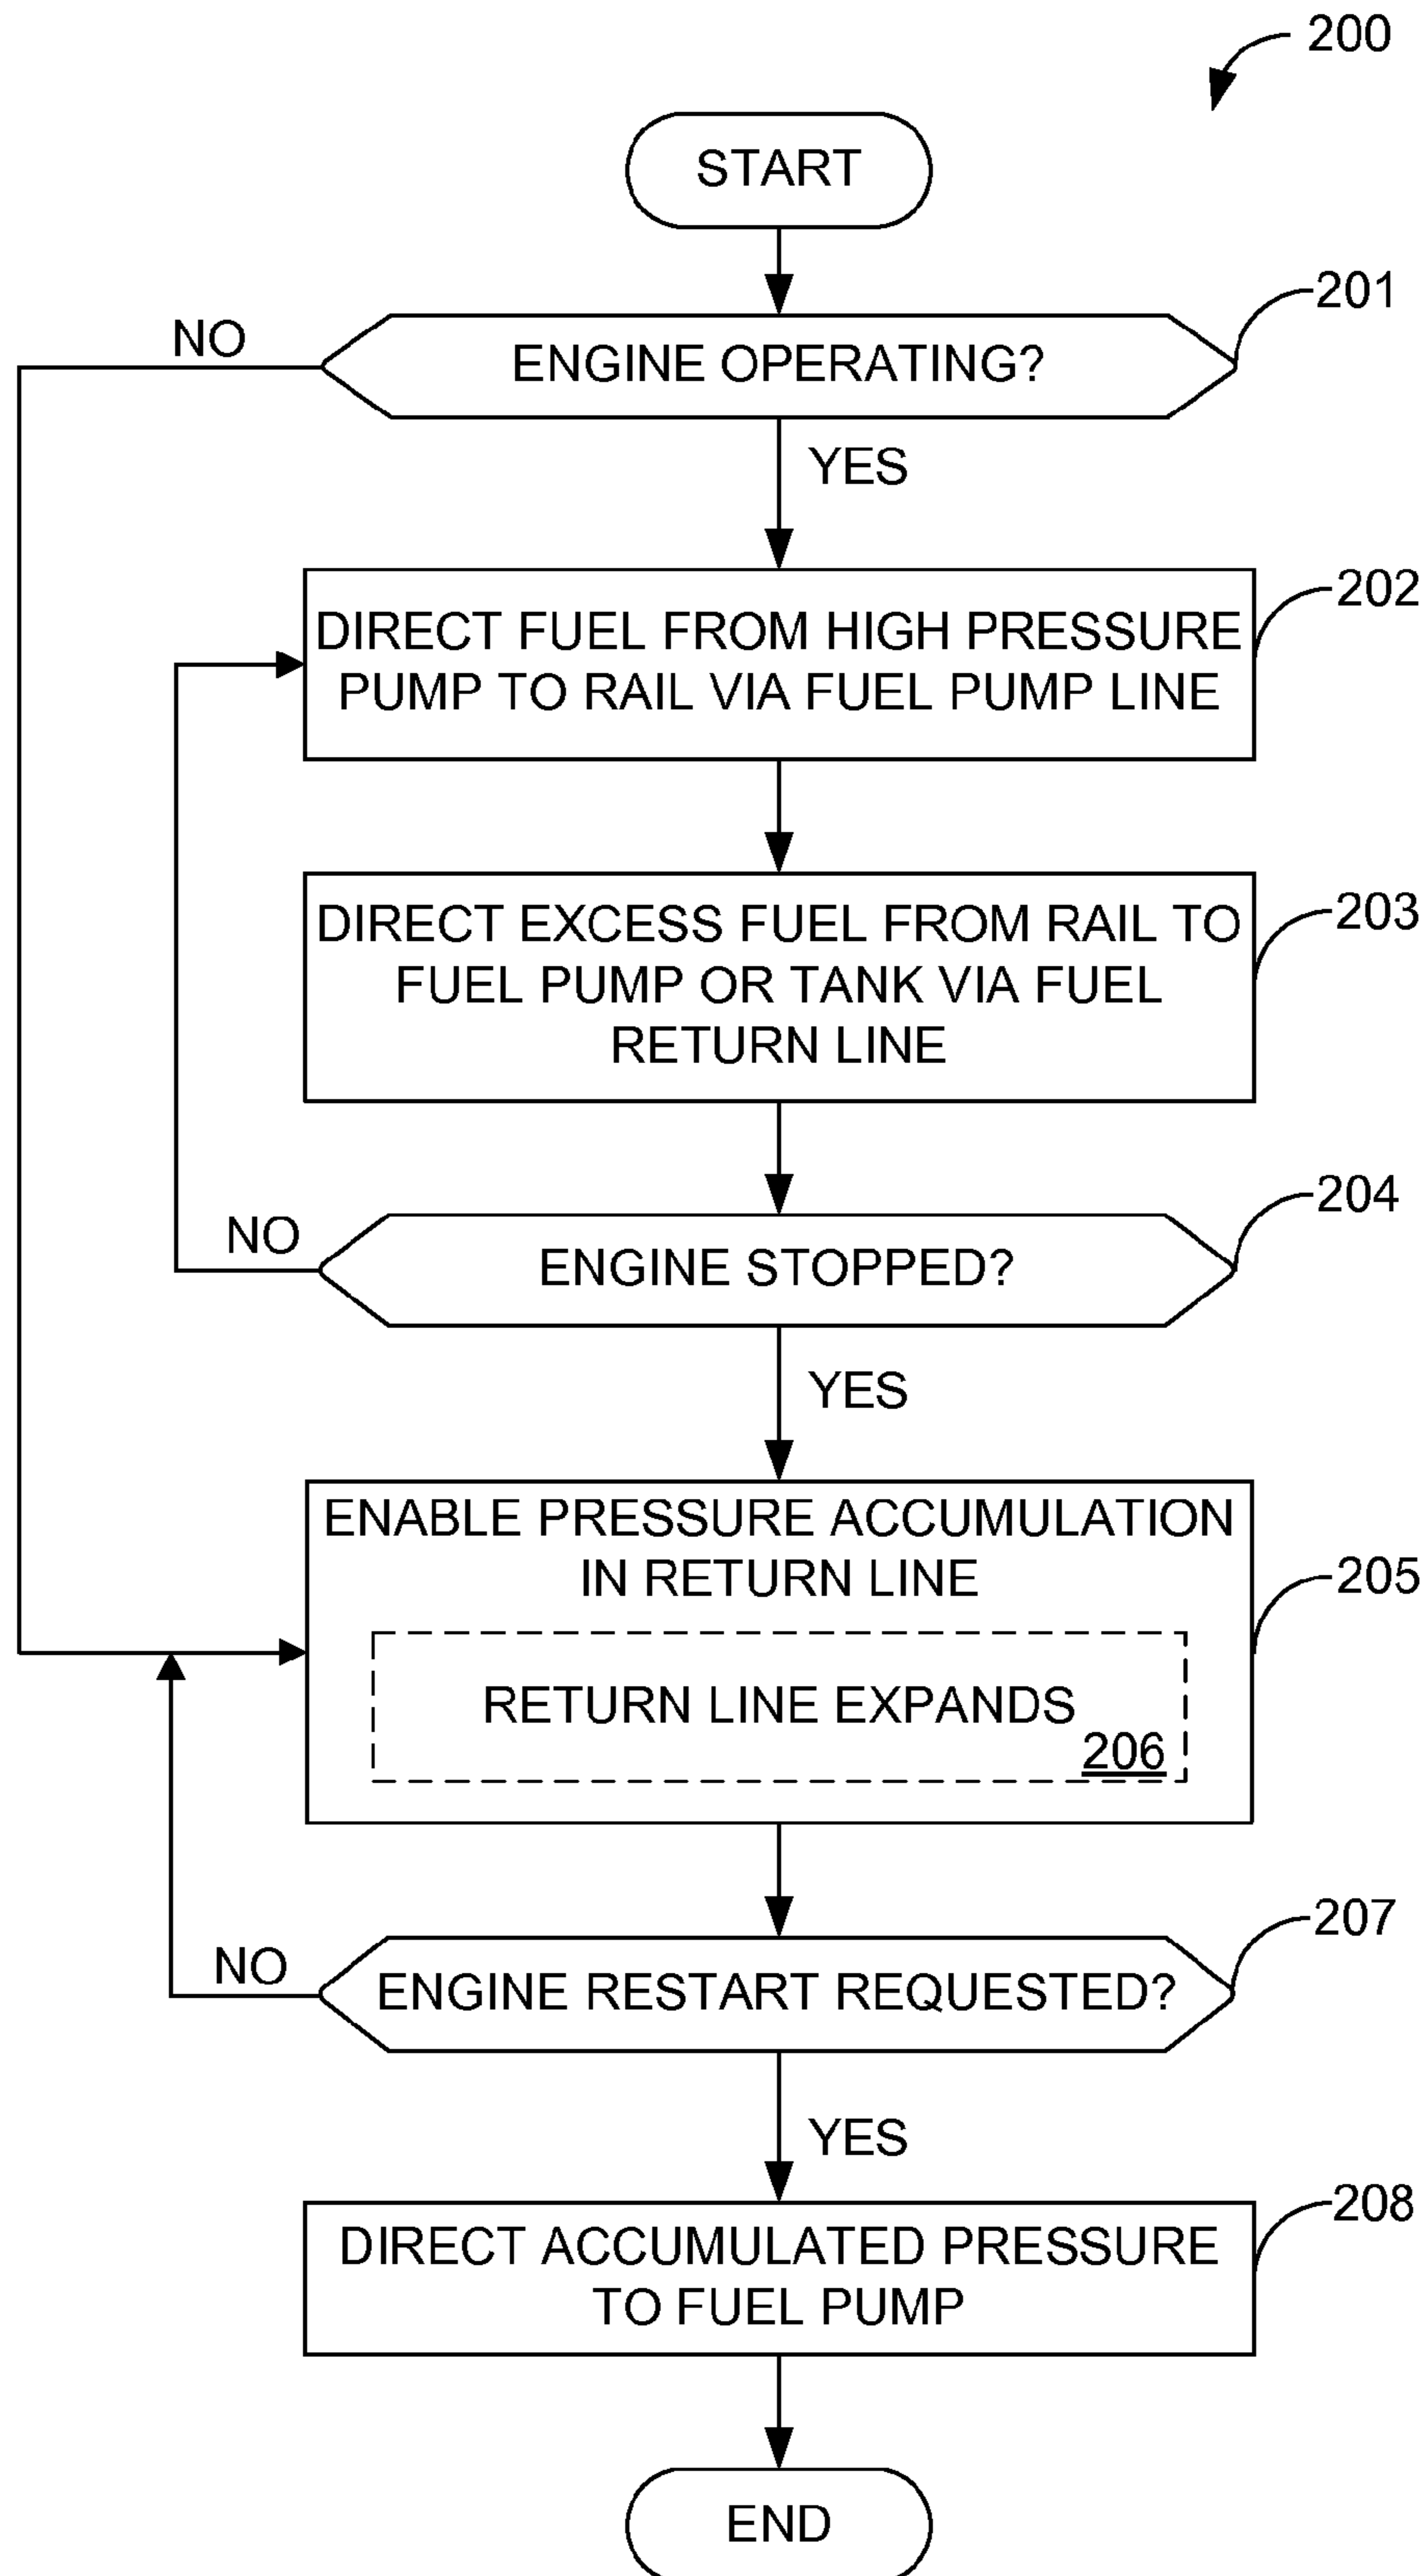 200
START
201
NO
ENGINE OPERATING?
YES
202
DIRECT FUEL FROM HIGH PRESSURE
PUMP TO RAIL VIA FUEL PUMP LINE
203
DIRECT EXCESS FUEL FROM RAIL TO
FUEL PUMP OR TANK VIA FUEL
RETURN LINE
204
NO
ENGINE STOPPED?
YES
ENABLE PRESSURE ACCUMULATION
IN RETURN LINE
205
RETURN LINE EXPANDS
206
207
NO
ENGINE RESTART REQUESTED?
YES
208
DIRECT ACCUMULATED PRESSURE
TO FUEL PUMP
END